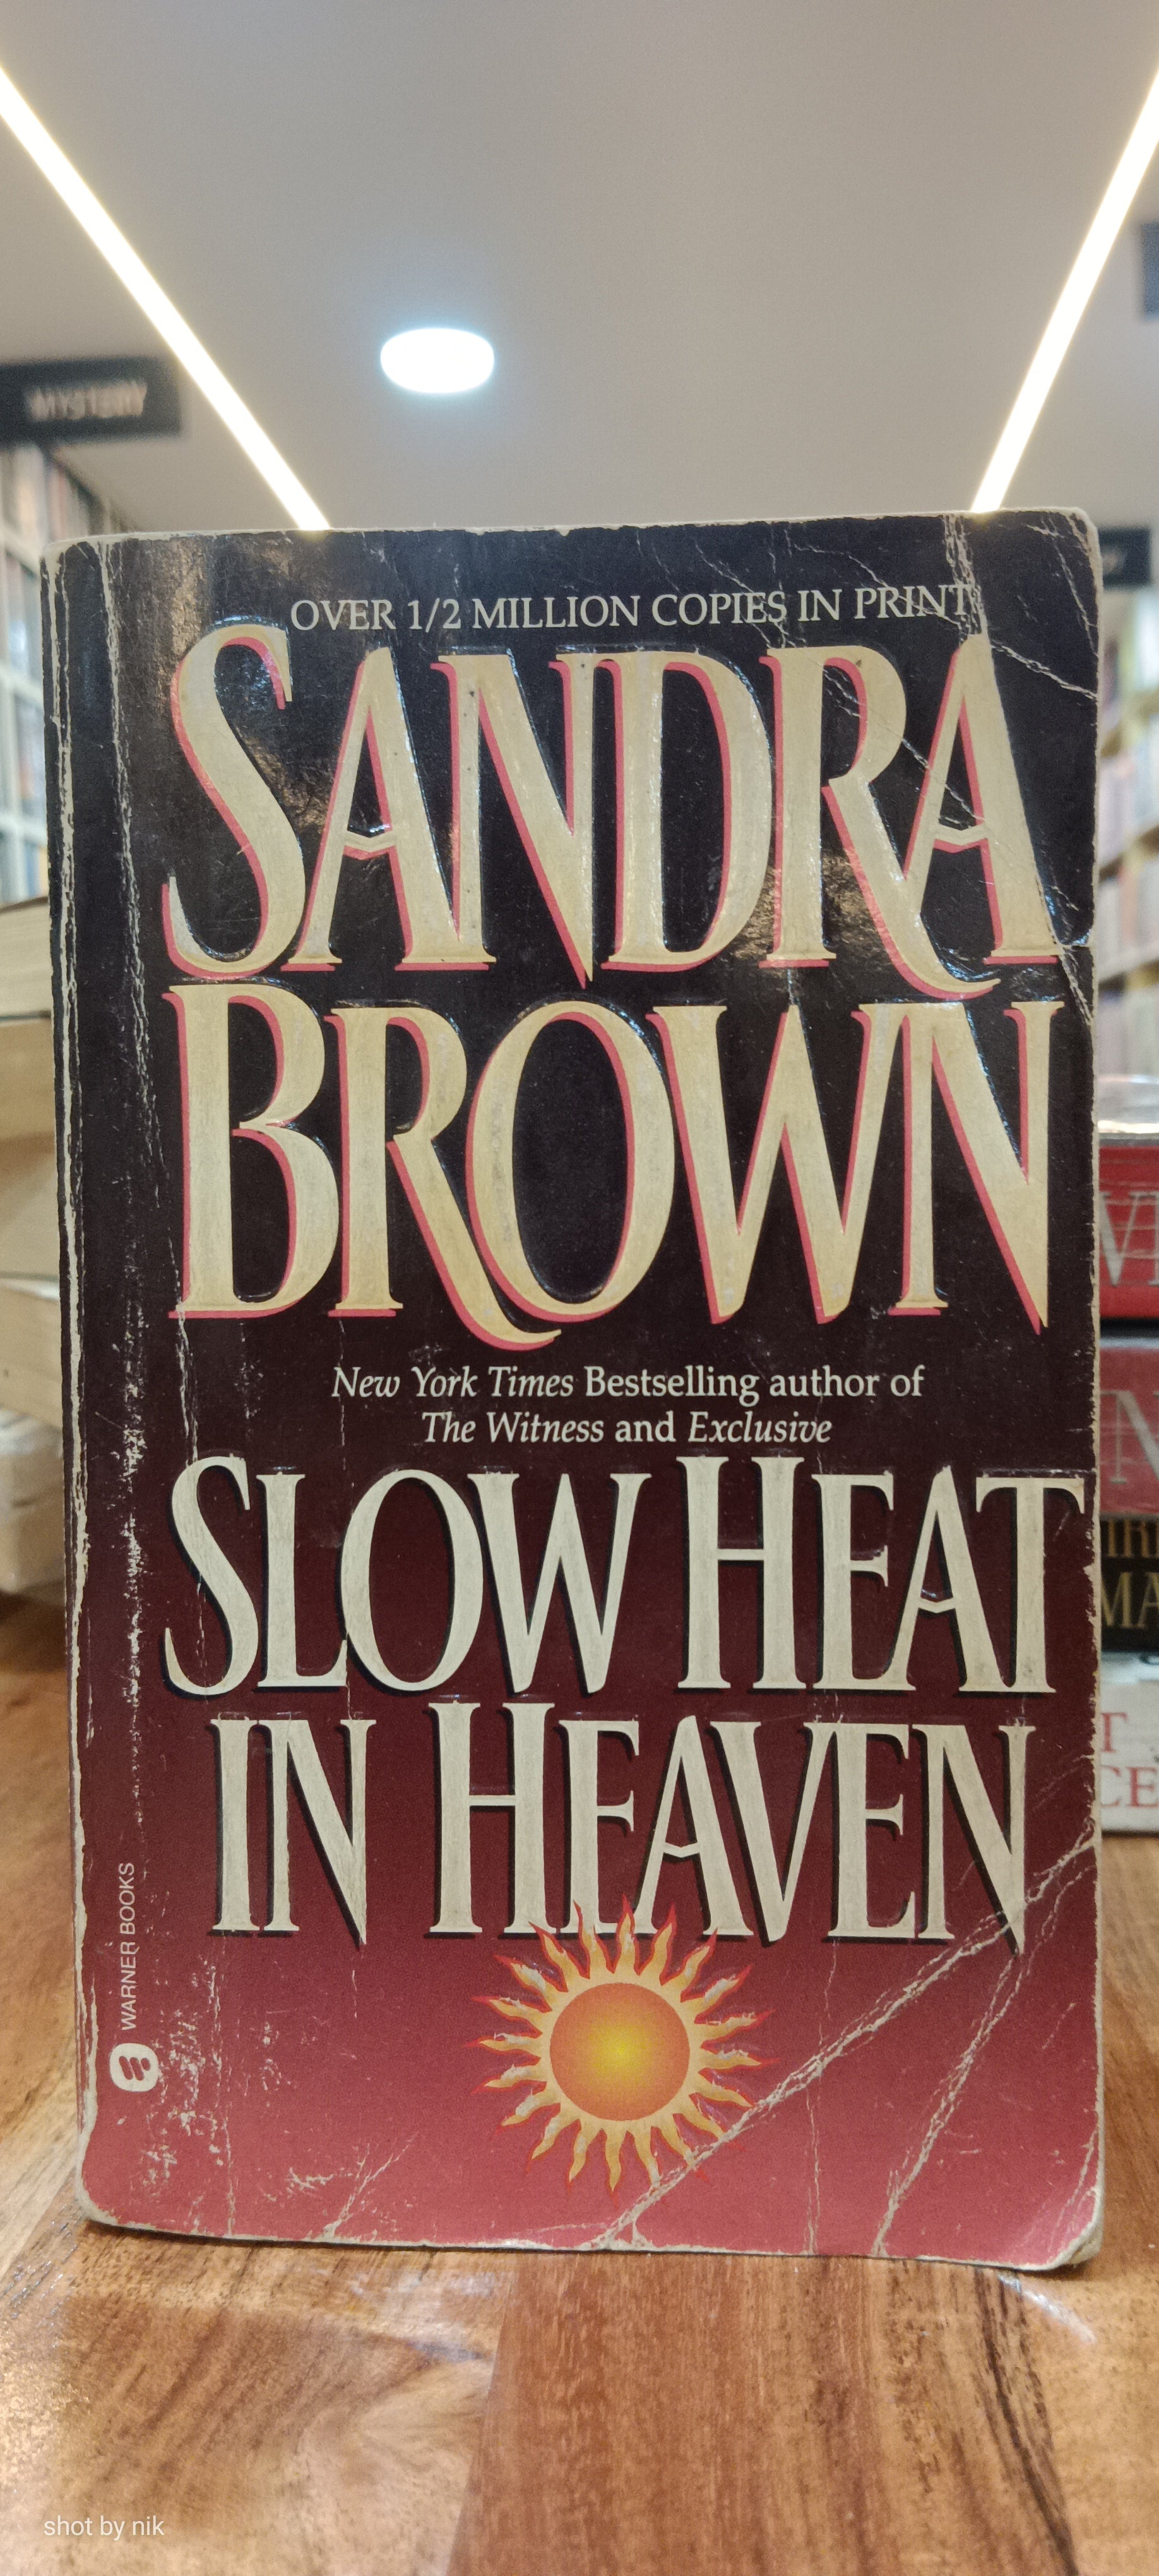 MYSTERY
OVER 1/2 MILLION COPIES IN PRINT
SANDRA
BROWN
New York Times Bestselling author of
The Witness and Exclusive
SLOW HEAT
IN HEAVEN
WARNER BOOKS
shot by nik